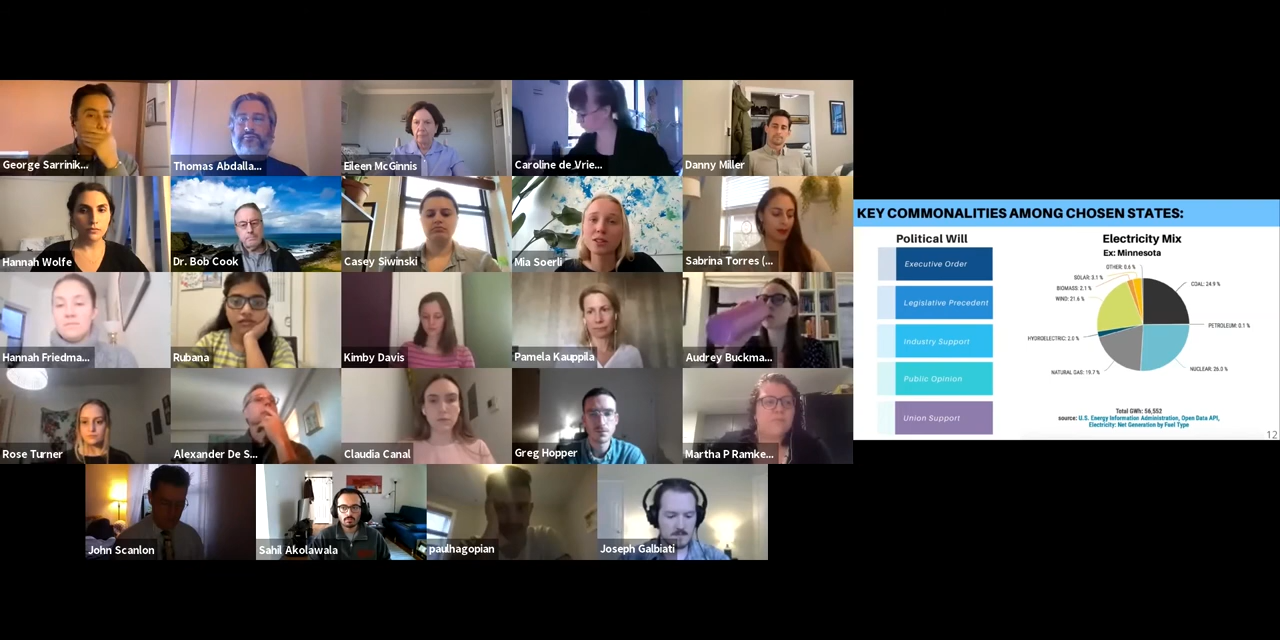 George Sarrinik...
Thomas Abdalla...
Eileen McGinnis
Caroline de Vrie...
Danny Miller
Hannah Wolfe
Dr. Bob Cook
Casey Siwinski
Mia Soerli
Sabrina Torres (...
Hannah Friedma...
Rubana
Kimby Davis
Pamela Kauppila
Audrey Buckma...
Rose Turner
Alexander De S...
Claudia Canal
Greg Hopper
Martha P Ramke...
John Scanlon
Sahil Akolawala
paulhagopian
Joseph Galbiati
KEY COMMONALITIES AMONG CHOSEN STATES:
Political Will
Executive Order
Legislative Precedent
Industry Support
Public Opinion
Union Support
Electricity Mix
Ex: Minnesota
OTHER: 0.6 %
SOLAR: 3.1 %
BIOMASS: 2.1 %
WIND: 21.6 %
HYDROELECTRIC: 2.0 %
NATURAL GAS: 19.7 %
COAL: 24.9 %
PETROLEUM: 0.1 %
NUCLEAR: 26.0 %
Total GWh: 56,552
source: U.S. Energy Information Administration, Open Data API,
Electricity: Net Generation by Fuel Type
12